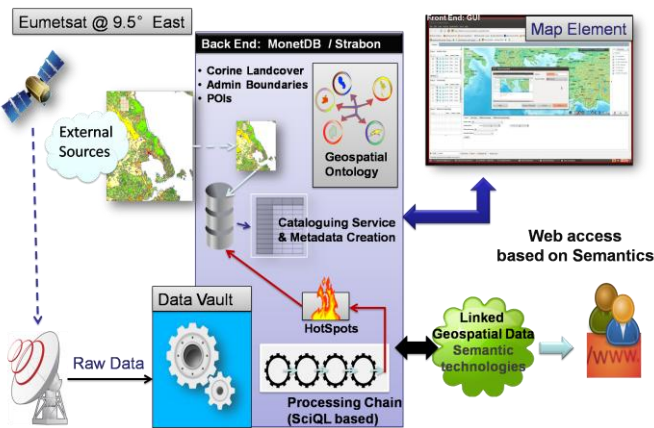 Eumetsat @ 9.5° East
Back End: MonetDB / Strabon
• Corine Landcover
• Admin Boundaries
• POIs
External
Sources
Geospatial
Ontology
Front End: GUI
Map Element
Cataloguing Service
& Metadata Creation
Web access
based on Semantics
Data Vault
HotSpots
Linked
Geospatial Data
Semantic
technologies
/www.
Raw Data
Processing Chain
(SciQL based)